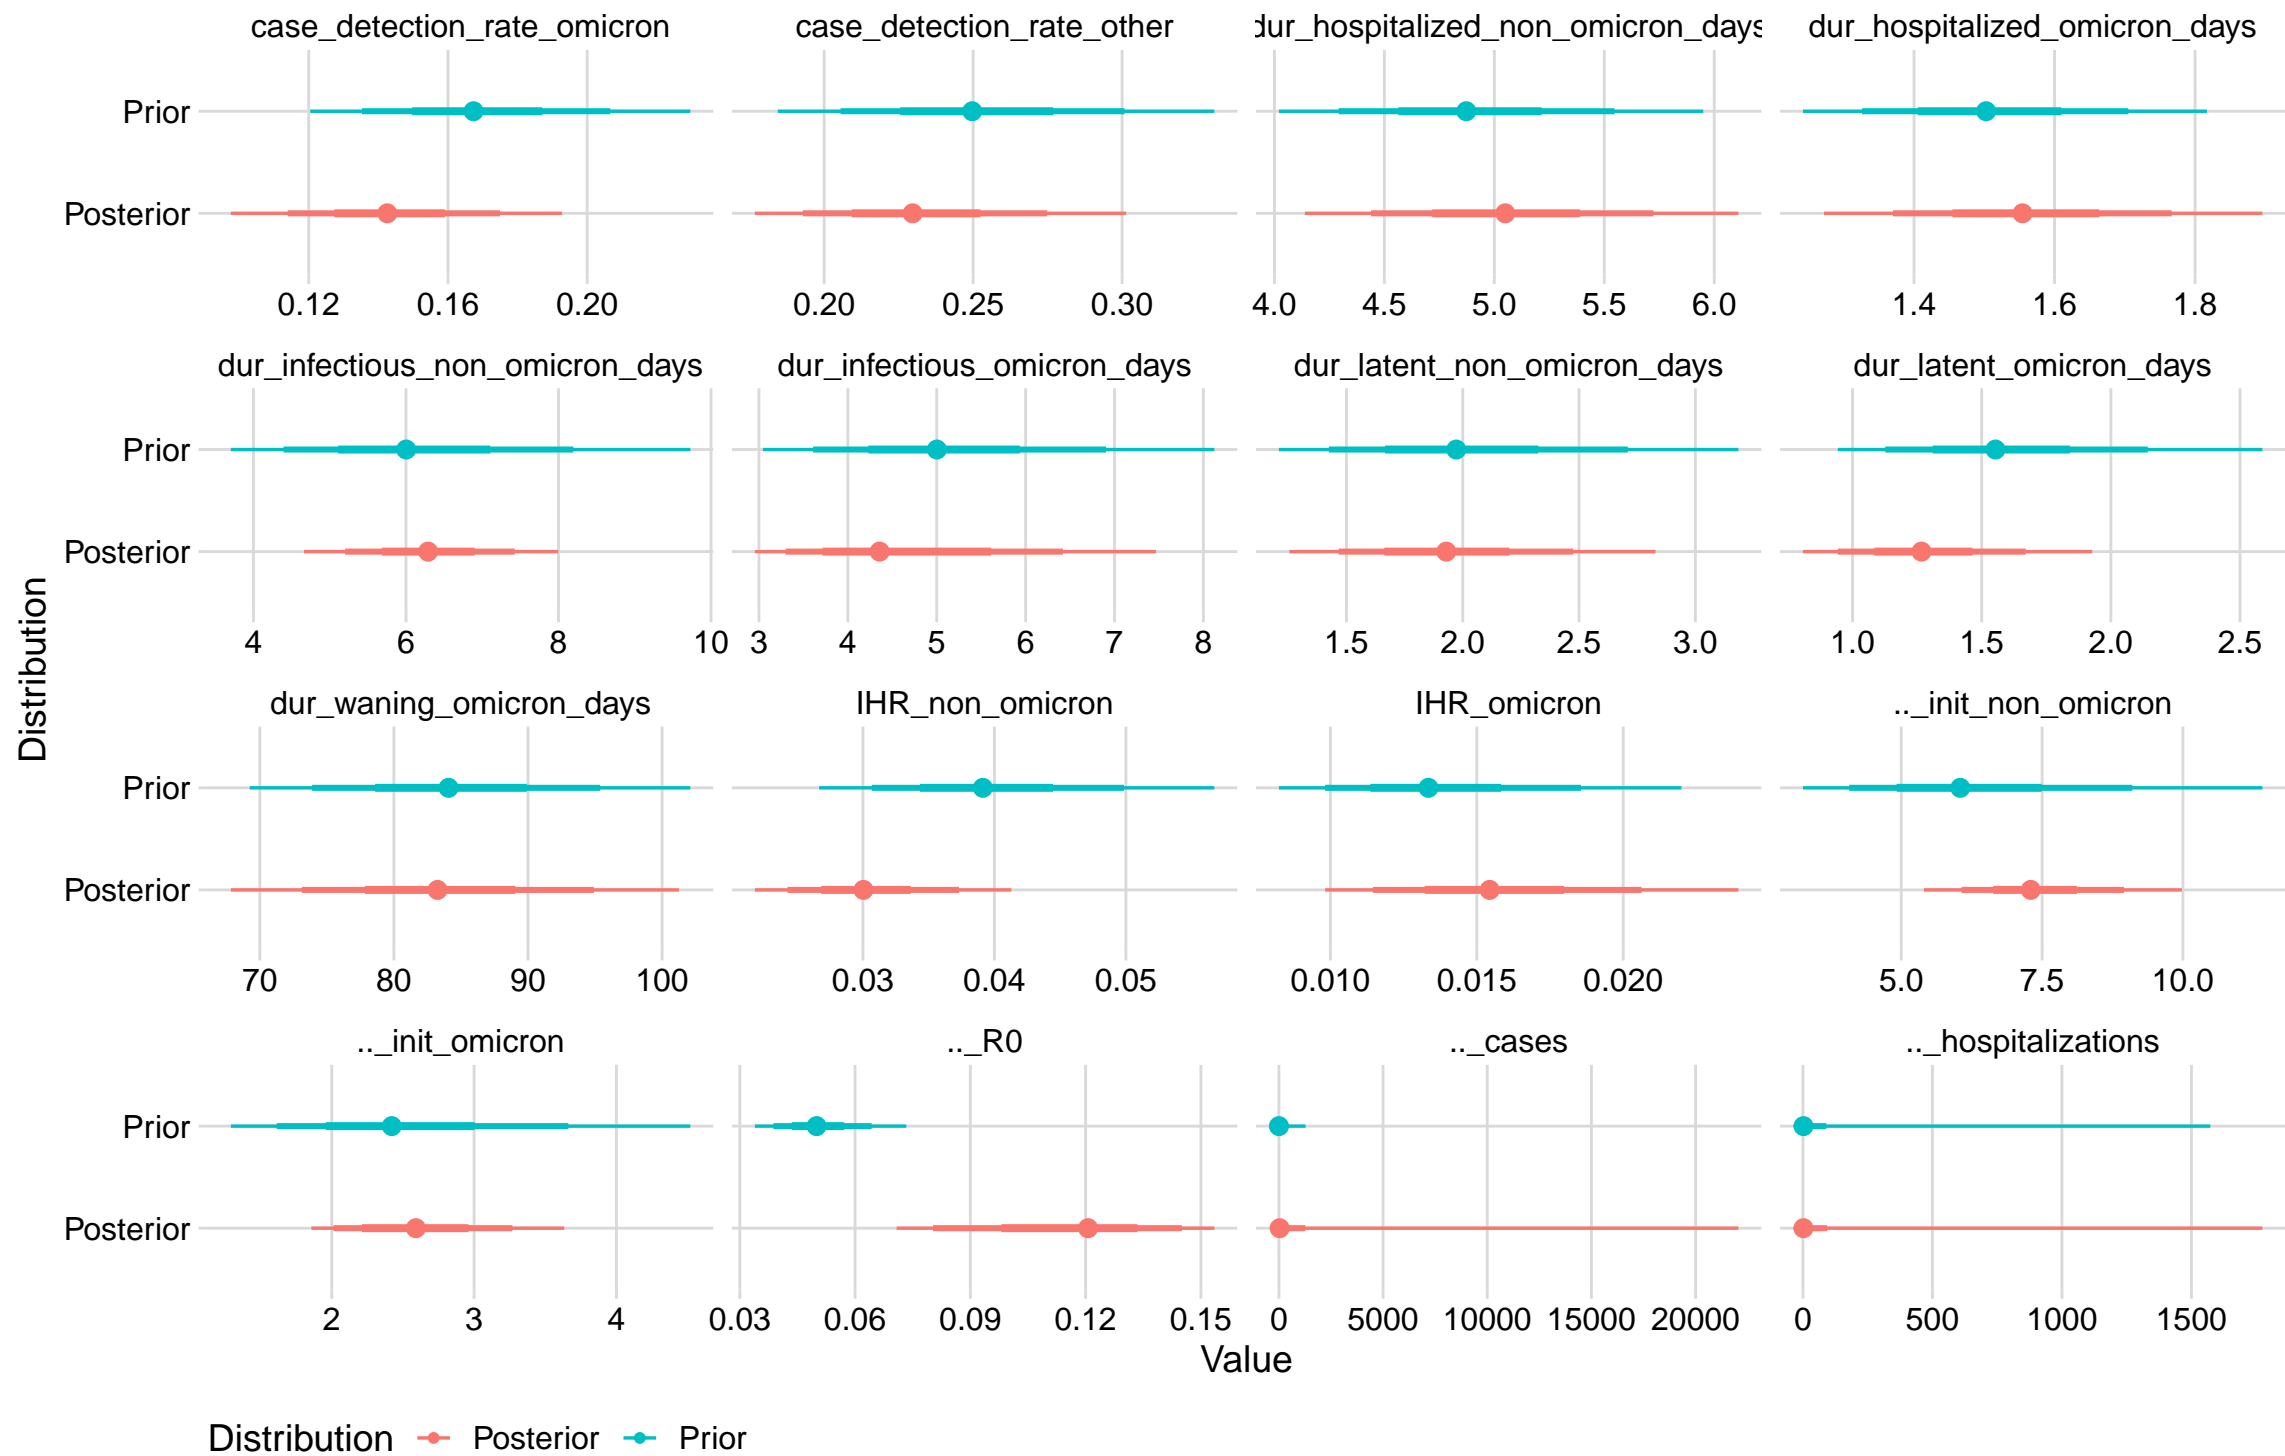 case_detection_rate_omicron case_detection_rate_other dur_hospitalized_non_omicron_days dur_hospitalized_omicron_days
Prior
Posterior
0.12 0.16 0.20 0.20 0.25 0.30 4.0 4.5 5.0 5.5 6.0 1.4 1.6 1.8
dur_infectious_non_omicron_days dur_infectious_omicron_days dur_latent_non_omicron_days dur_latent_omicron_days
Prior
Posterior
4 6 8 10 3 4 5 6 7 8 1.5 2.0 2.5 3.0 1.0 1.5 2.0 2.5
Distribution
dur_waning_omicron_days IHR_non_omicron IHR_omicron .._init_non_omicron
Prior
Posterior
70 80 90 100 0.03 0.04 0.05 0.010 0.015 0.020 5.0 7.5 10.0
.._init_omicron .._R0 .._cases .._hospitalizations
Prior
Posterior
2 3 4 0.03 0.06 0.09 0.12 0.15 0 5000 10000 15000 20000 0 500 1000 1500
Value
Distribution Posterior Prior